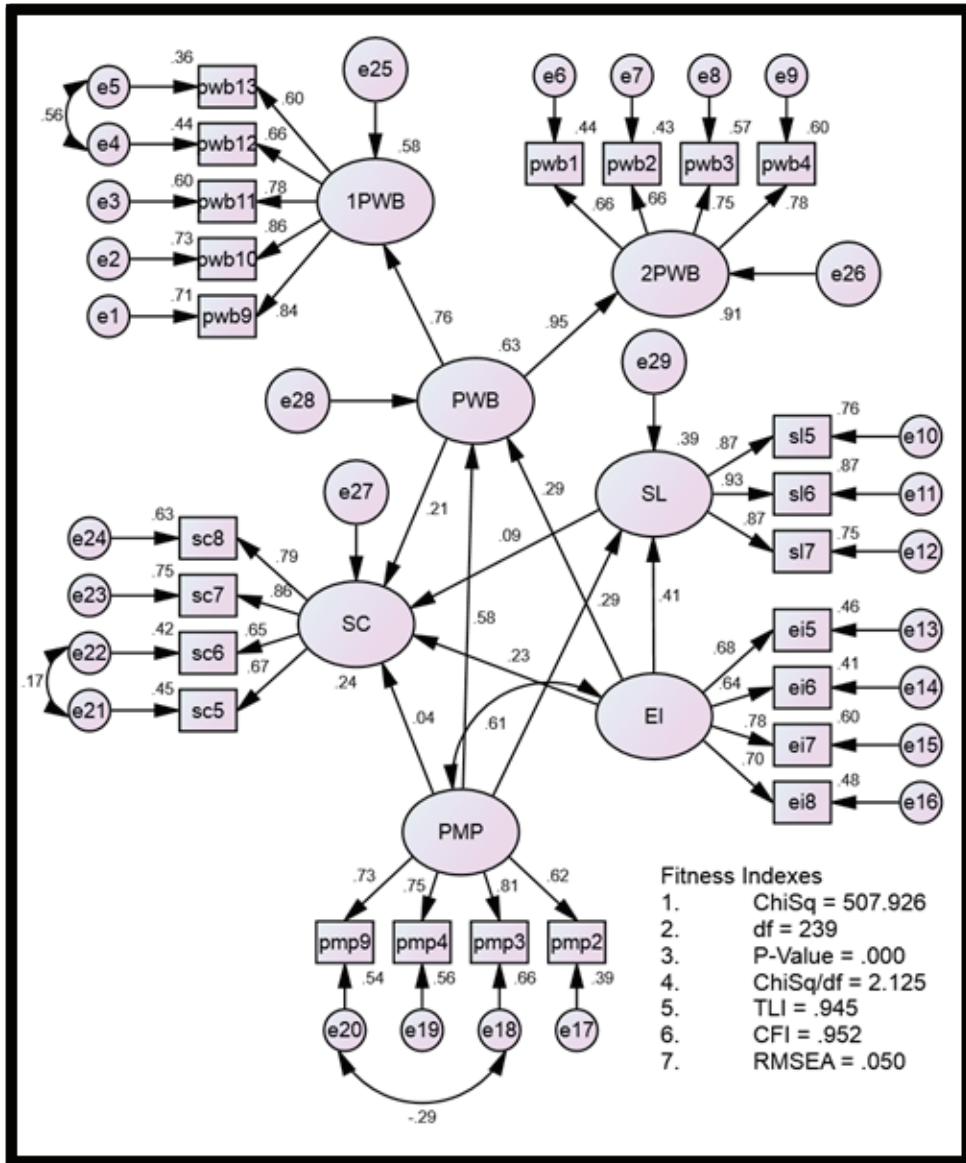 e25
.36
e5
pwb13
.60
.56
.44
e4
pwb12
.66
.58
.60
e3
pwb11
.78
1PWB
.73
e2
pwb10
.86
.71
e1
pwb9
.84
e6
e7
e8
e9
.44
.43
.57
.60
pwb1
pwb2
pwb3
pwb4
.66
.66
.75
.78
2PWB
e26
.91
.76
.95
.63
e28
PWB
e29
.39
.87
sl5
.76
e10
SL
.93
sl6
.87
e11
.87
sl7
.75
e12
.21
.29
.09
e27
.63
e24
sc8
.79
.75
e23
sc7
.86
.42
e22
sc6
.65
SC
.17
.45
e21
sc5
.67
.24
.58
.29
.41
.23
.04
.61
.46
ei5
e13
.68
.41
ei6
e14
.64
EI
.60
ei7
e15
.78
.48
ei8
e16
.70
PMP
.73
.75
.81
.62
pmp9
pmp4
pmp3
pmp2
.54
.56
.66
.39
e20
e19
e18
e17
-.29
Fitness Indexes
1. ChiSq = 507.926
2. df = 239
3. P-Value = .000
4. ChiSq/df = 2.125
5. TLI = .945
6. CFI = .952
7. RMSEA = .050